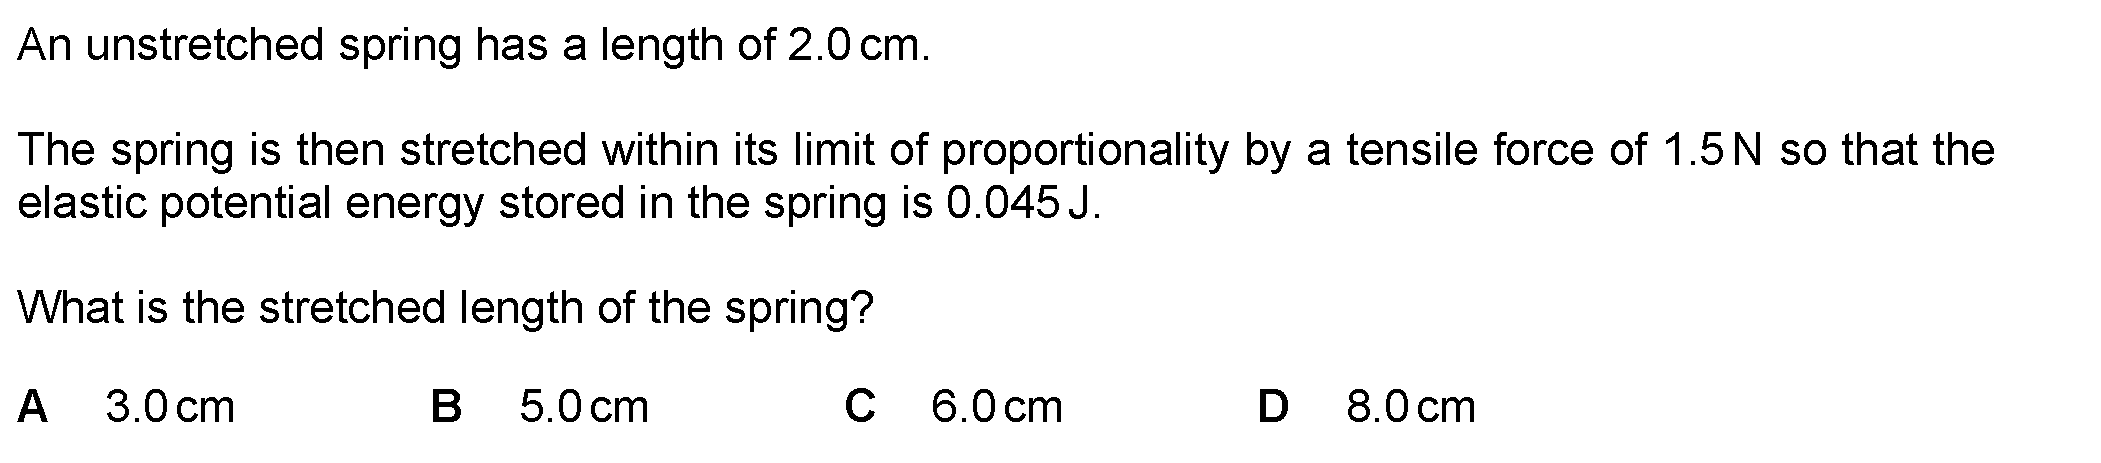 An unstretched spring has a length of 2.0 cm.
The spring is then stretched within its limit of proportionality by a tensile force of 1.5 N so that the
elastic potential energy stored in the spring is 0.045 J.
What is the stretched length of the spring?
A 3.0 cm B 5.0 cm C 6.0 cm D 8.0 cm